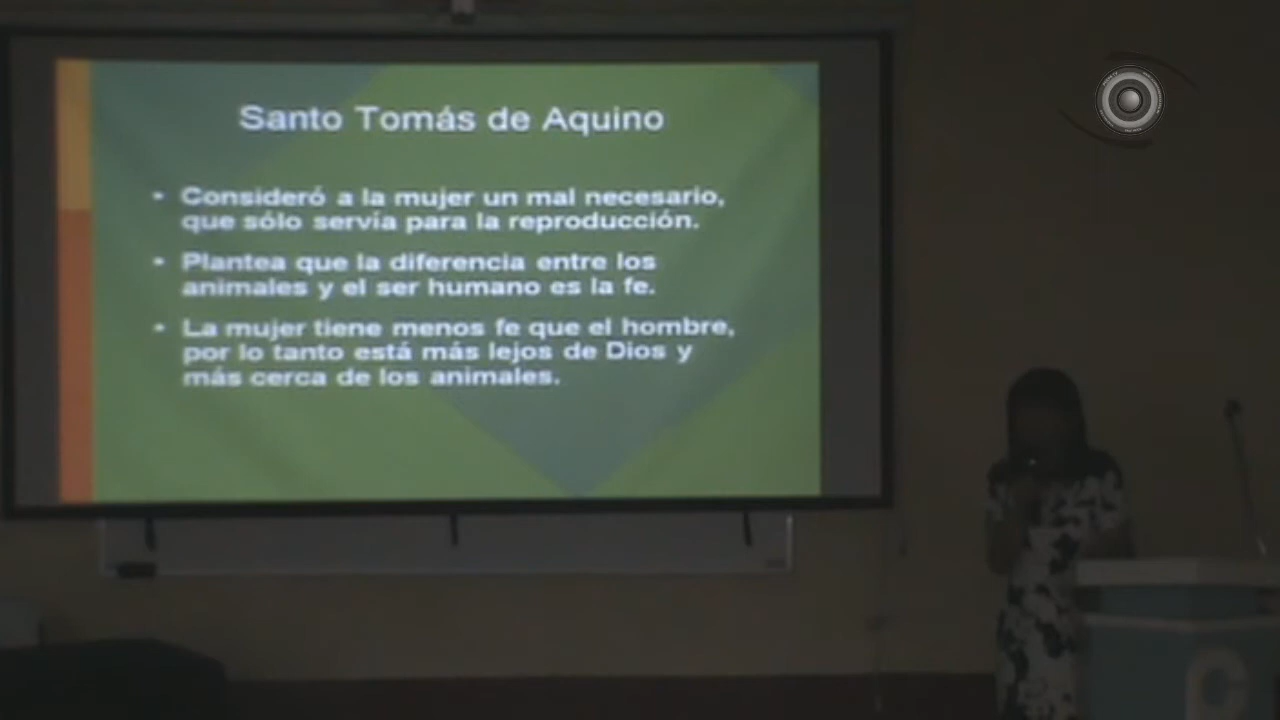 Santo Tomás de Aquino
• Consideró a la mujer un mal necesario,
que sólo servía para la reproducción.
• Plantea que la diferencia entre los
animales y el ser humano es la fe.
• La mujer tiene menos fe que el hombre,
por lo tanto está más lejos de Dios y
más cerca de los animales.